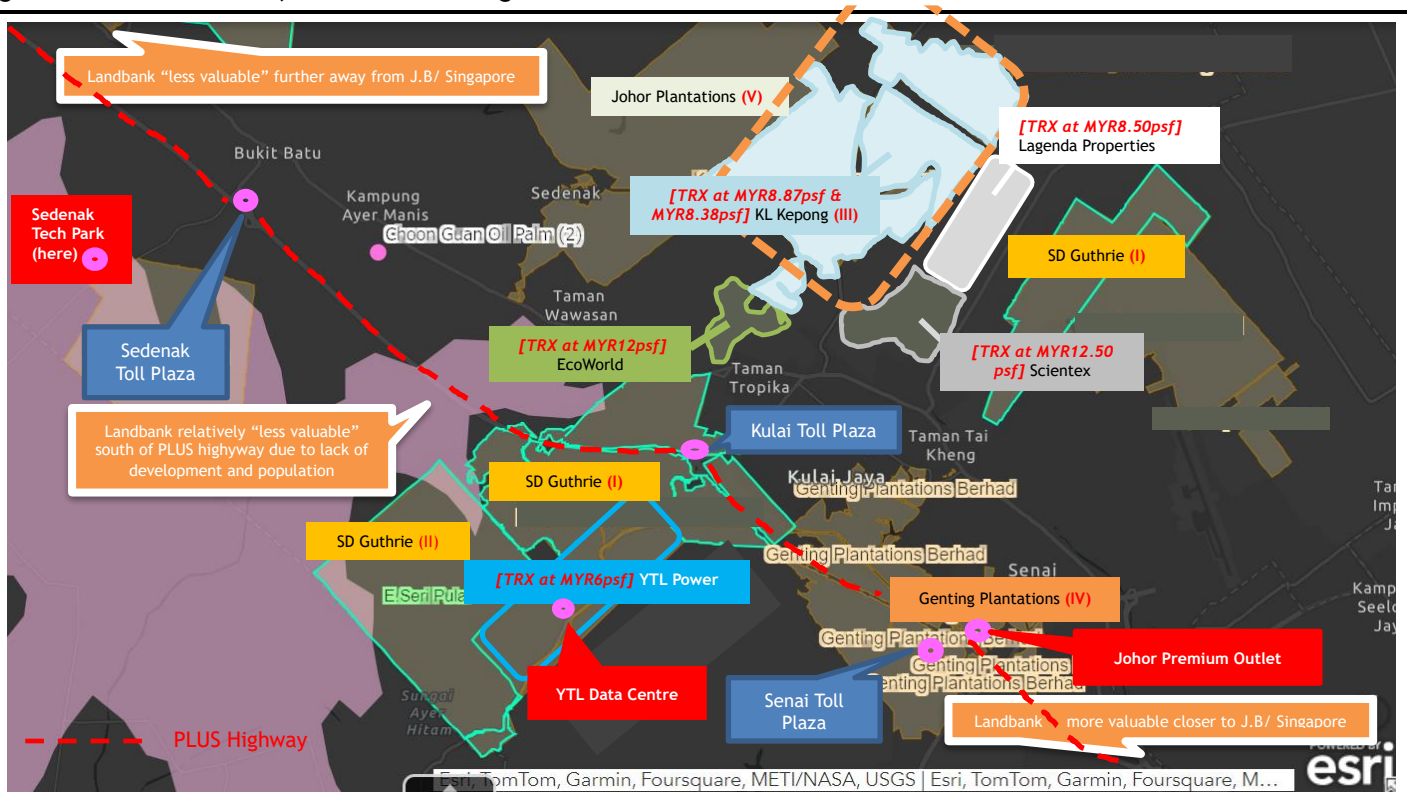 Landbank “less valuable” further away from J.B/ Singapore
Johor Plantations (V)
[TRX at MYR8.50psf]
Lagenda Properties
Bukit Batu
Kampung
Ayer Manis
Sedenak
Choon Guan Oil Palm (2)
[TRX at MYR8.87psf &
MYR8.38psf] KL Kepong (III)
Sedenak
Tech Park
(here)
SD Guthrie (I)
Taman
Wawasan
Sedenak
Toll Plaza
[TRX at MYR12psf]
EcoWorld
[TRX at MYR12.50
psf] Scientex
Taman
Tropika
Landbank relatively “less valuable”
south of PLUS highyway due to lack of
development and population
Kulai Toll Plaza
Taman Tai
Kheng
Kulai Jaya
Genting Plantations Berhad
SD Guthrie (I)
SD Guthrie (II)
Genting Plantations Berhad
Senai
[TRX at MYR6psf] YTL Power
Genting Plantations (IV)
Genting Plantations Berhad
Johor Premium Outlet
Genting Plantations
Genting Plantations Berhad
YTL Data Centre
Senai Toll
Plaza
Sungai
Ayer
Hitam
Landbank more valuable closer to J.B/ Singapore
PLUS Highway
POWERED BY
esri
Esri, TomTom, Garmin, Foursquare, METI/NASA, USGS | Esri, TomTom, Garmin, Foursquare, M...